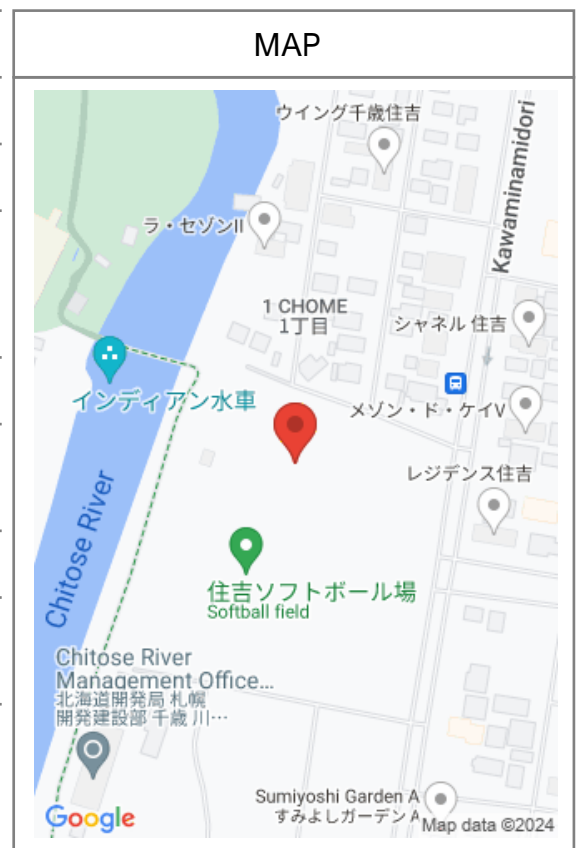 MAP
ウイング千歳住吉
Kawaminamidori
ラ・セゾンII
1 CHOME
1丁目
シャネル 住吉
インディアン水車
メゾン・ド・ケイV
レジデンス住吉
Chitose River
住吉ソフトボール場
Softball field
Chitose River
Management Office...
北海道開発局 札幌
開発建設部 千歳 川…
Sumiyoshi Garden A
すみよしガーデン A
Google
Map data ©2024